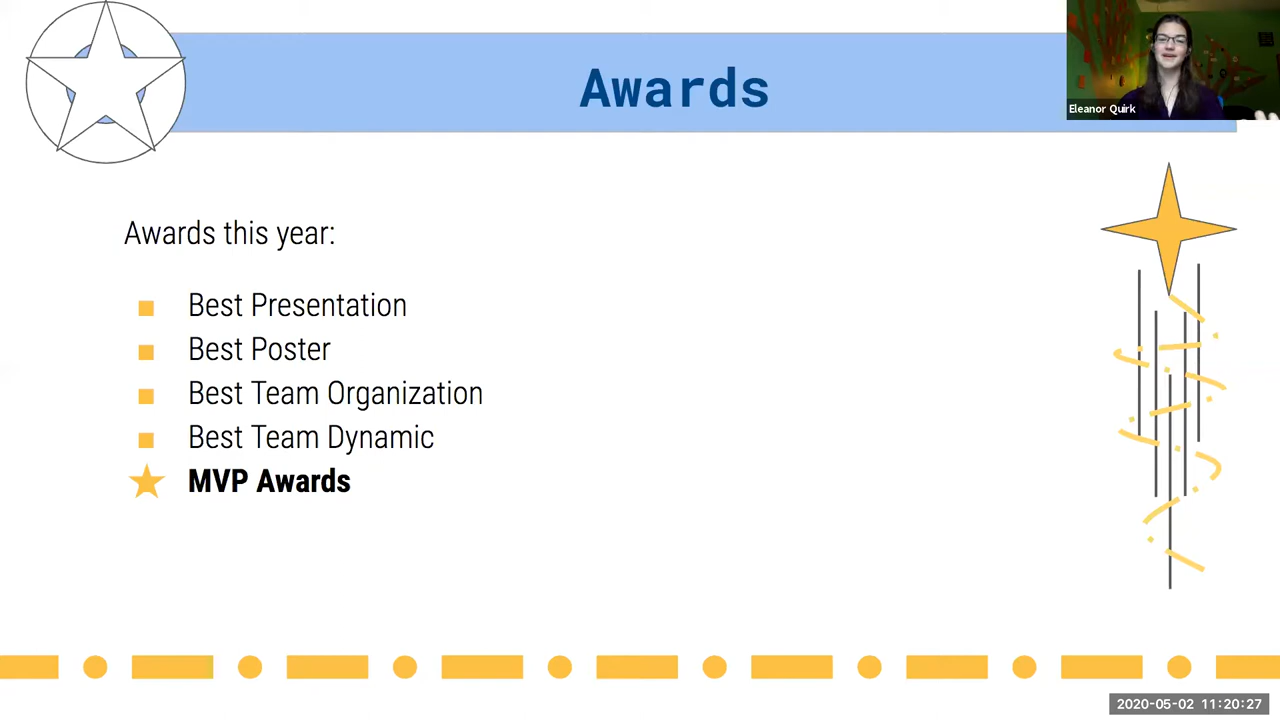 Awards
Eleanor Quirk
Awards this year:
Best Presentation
Best Poster
Best Team Organization
Best Team Dynamic
MVP Awards
2020-05-02 11:20:27